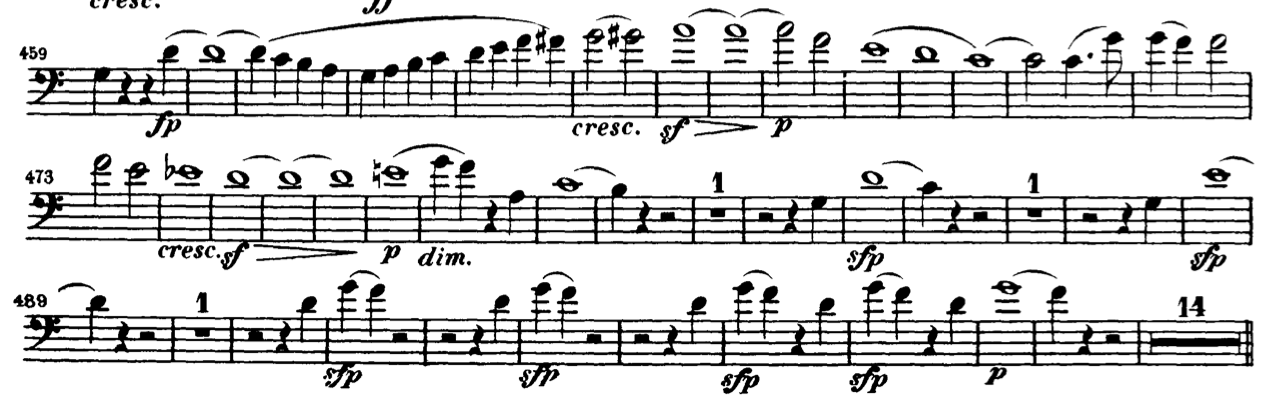 cresc. ff
459
fp cresc. sf p
473 1 1
cresc. sf p dim. sfp sfp
489 1 14
sfp sfp sfp sfp p